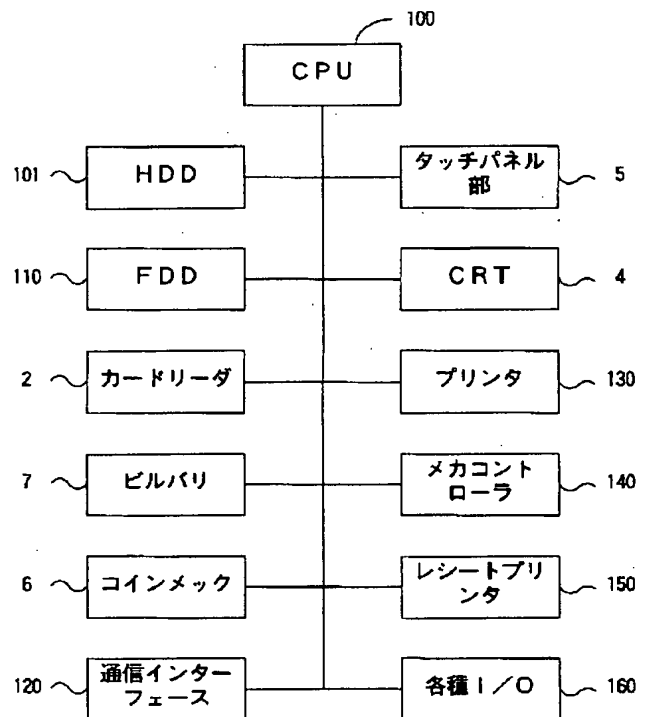 100
CPU
101
HDD
タッチパネル
部
5
110
FDD
CRT
4
2
カードリーダ
プリンタ
130
7
ビルバリ
メカコント
ローラ
140
6
コインメック
レシートプリ
ンタ
150
120
通信インター
フェース
各種I/O
160